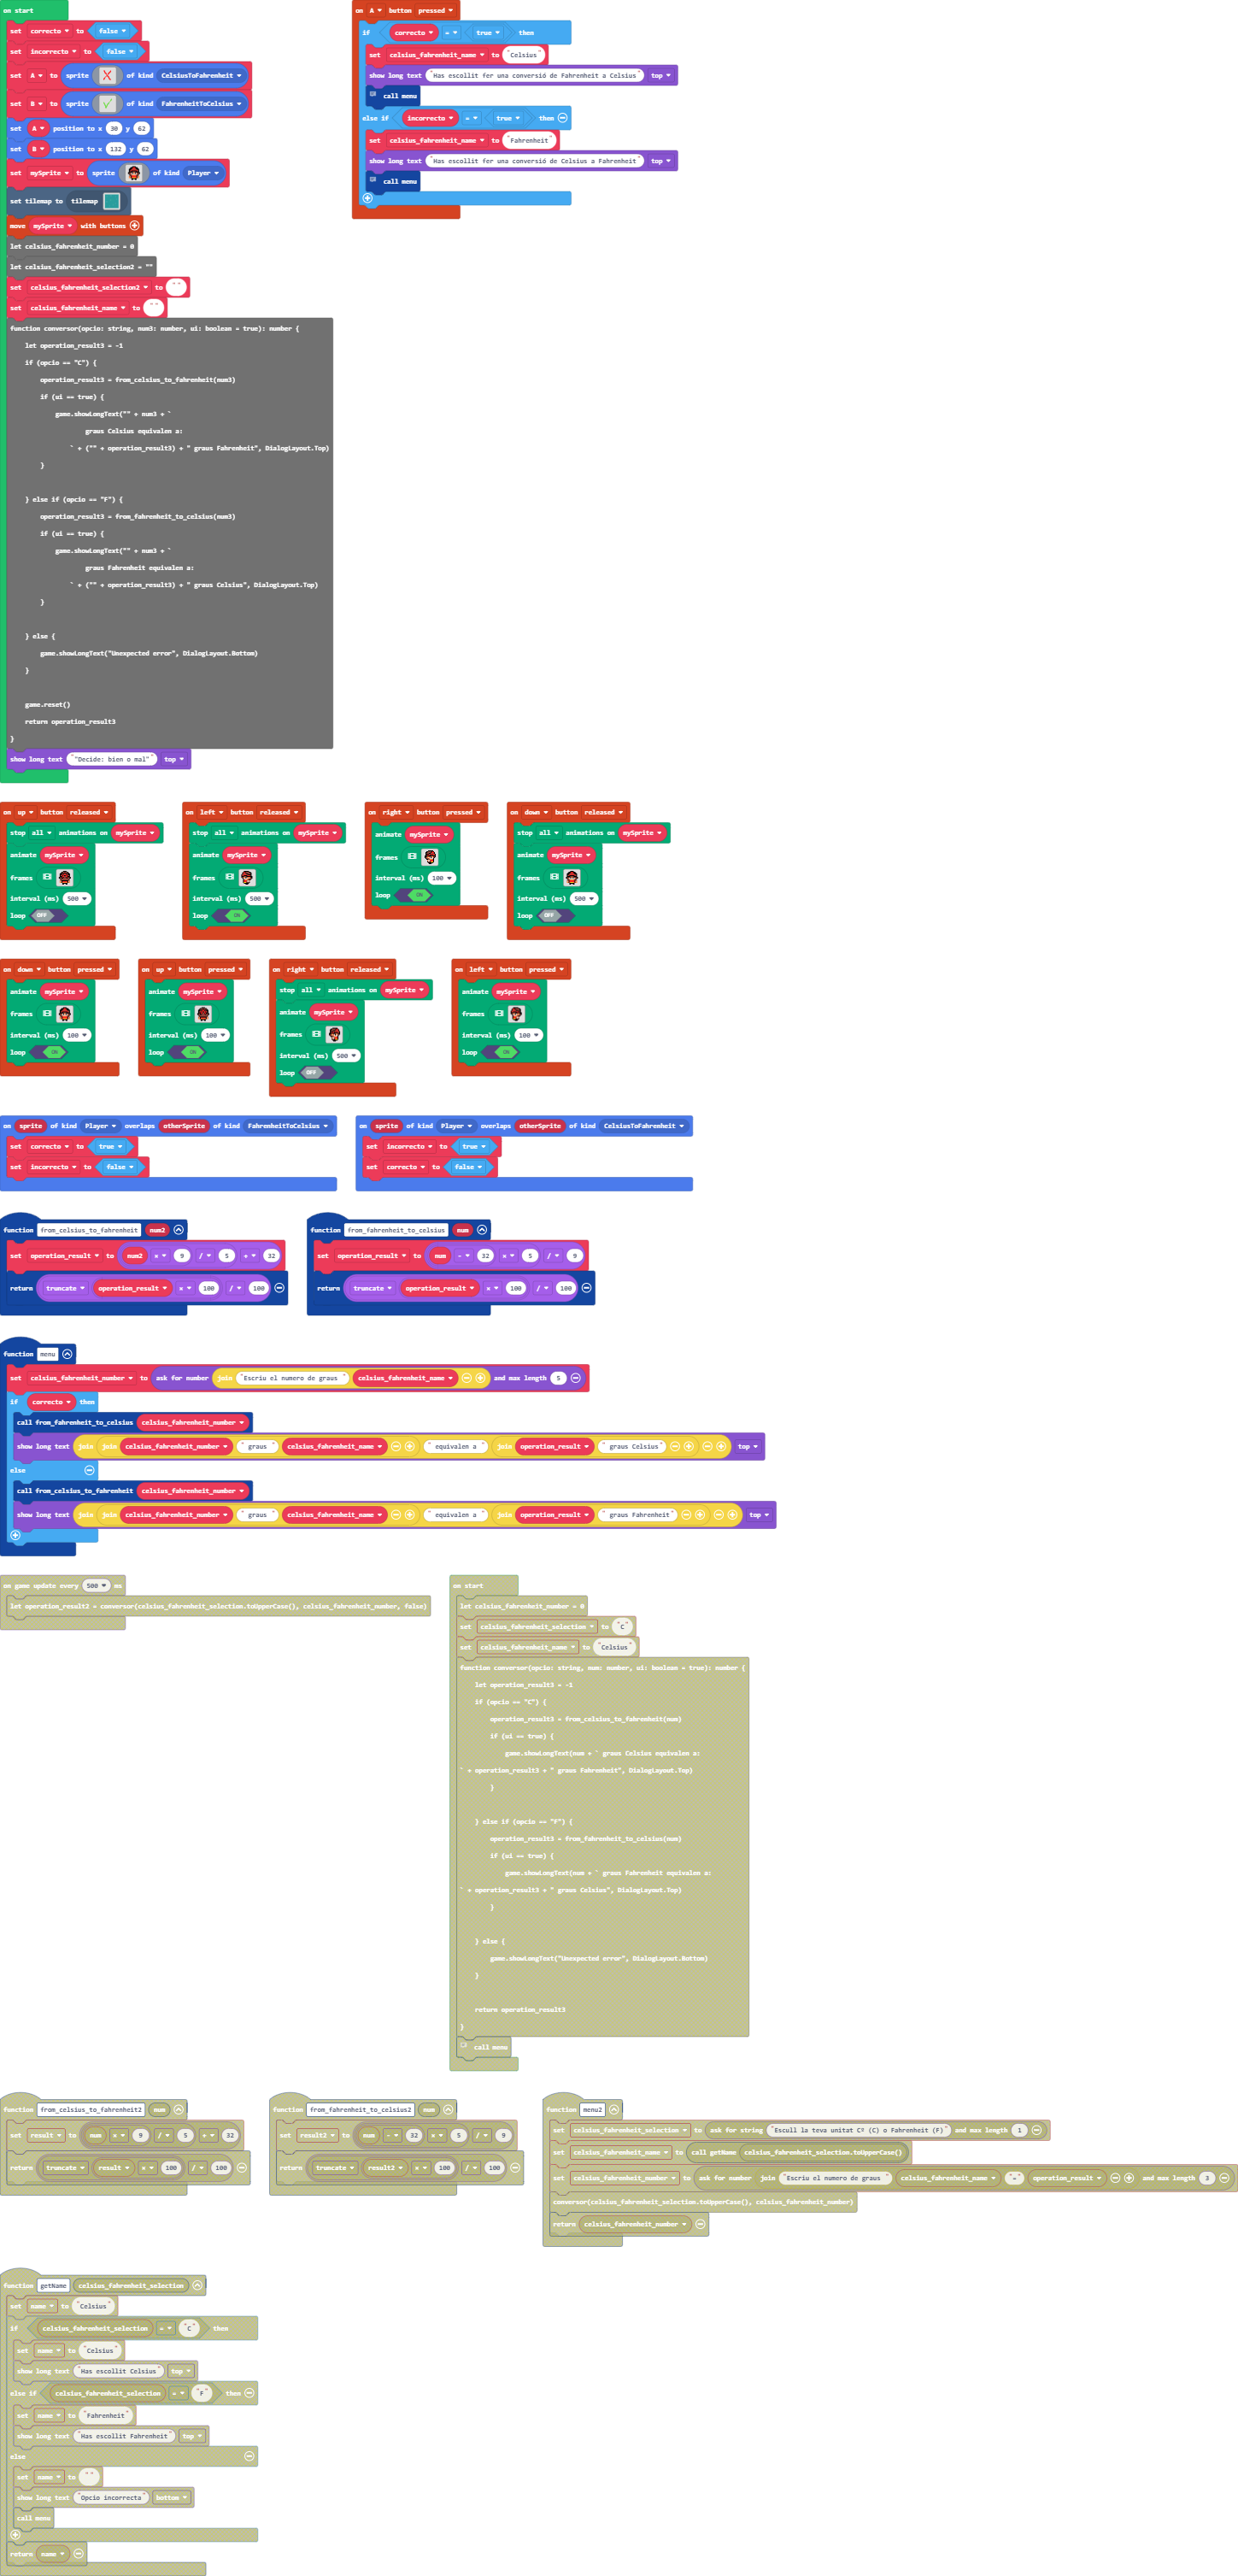 on start
set correcto to false
set incorrecto to false
set A to sprite of kind CelsiusToFahrenheit
set B to sprite of kind FahrenheitToCelsius
set A position to x 30 y 62
set B position to x 132 y 62
set mySprite to sprite of kind Player
set tilemap to tilemap
move mySprite with buttons
let celsius_fahrenheit_number = 0
let celsius_fahrenheit_selection2 = ""
set celsius_fahrenheit_selection2 to " "
set celsius_fahrenheit_name to " "
function conversor(opcio: string, num3: number, ui: boolean = true): number {
let operation_result3 = -1
if (opcio == "C") {
operation_result3 = from_celsius_to_fahrenheit(num3)
if (ui == true) {
game.showLongText("" + num3 + `
graus Celsius equivalen a:
` + ("" + operation_result3) + " graus Fahrenheit", DialogLayout.Top)
}
} else if (opcio == "F") {
operation_result3 = from_fahrenheit_to_celsius(num3)
if (ui == true) {
game.showLongText("" + num3 + `
graus Fahrenheit equivalen a:
` + ("" + operation_result3) + " graus Celsius", DialogLayout.Top)
}
} else {
game.showLongText("Unexpected error", DialogLayout.Bottom)
}
game.reset()
return operation_result3
}
show long text ""Decide: bien o mal"" top
on A button pressed
if correcto = true then
set celsius_fahrenheit_name to "Celsius"
show long text "Has escollit fer una conversió de Fahrenheit a Celsius" top
call menu
else if incorrecto = true then
set celsius_fahrenheit_name to "Fahrenheit"
show long text "Has escollit fer una conversió de Celsius a Fahrenheit" top
call menu
on up button released
stop all animations on mySprite
animate mySprite
frames
interval (ms) 500
loop OFF
on left button released
stop all animations on mySprite
animate mySprite
frames
interval (ms) 500
loop ON
on right button pressed
animate mySprite
frames
interval (ms) 100
loop ON
on down button released
stop all animations on mySprite
animate mySprite
frames
interval (ms) 500
loop OFF
on down button pressed
animate mySprite
frames
interval (ms) 100
loop ON
on up button pressed
animate mySprite
frames
interval (ms) 100
loop ON
on right button released
stop all animations on mySprite
animate mySprite
frames
interval (ms) 500
loop OFF
on left button pressed
animate mySprite
frames
interval (ms) 100
loop ON
on sprite of kind Player overlaps otherSprite of kind FahrenheitToCelsius
set correcto to true
set incorrecto to false
on sprite of kind Player overlaps otherSprite of kind CelsiusToFahrenheit
set incorrecto to true
set correcto to false
function from_celsius_to_fahrenheit num2
set operation_result to num2 × 9 / 5 + 32
return truncate operation_result × 100 / 100
function from_fahrenheit_to_celsius num
set operation_result to num - 32 × 5 / 9
return truncate operation_result × 100 / 100
function menu
set celsius_fahrenheit_number to ask for number join "Escriu el numero de graus " celsius_fahrenheit_name and max length 5
if correcto then
call from_fahrenheit_to_celsius celsius_fahrenheit_number
show long text join join celsius_fahrenheit_number " graus " celsius_fahrenheit_name " equivalen a " join operation_result " graus Celsius" top
else
call from_celsius_to_fahrenheit celsius_fahrenheit_number
show long text join join celsius_fahrenheit_number " graus " celsius_fahrenheit_name " equivalen a " join operation_result " graus Fahrenheit" top
on game update every 500 ms
let operation_result2 = conversor(celsius_fahrenheit_selection.toUpperCase(), celsius_fahrenheit_number, false)
on start
let celsius_fahrenheit_number = 0
set celsius_fahrenheit_selection to "C"
set celsius_fahrenheit_name to "Celsius"
function conversor(opcio: string, num: number, ui: boolean = true): number {
let operation_result3 = -1
if (opcio == "C") {
operation_result3 = from_celsius_to_fahrenheit(num)
if (ui == true) {
game.showLongText(num + ` graus Celsius equivalen a:
` + operation_result3 + " graus Fahrenheit", DialogLayout.Top)
}
} else if (opcio == "F") {
operation_result3 = from_fahrenheit_to_celsius(num)
if (ui == true) {
game.showLongText(num + ` graus Fahrenheit equivalen a:
` + operation_result3 + " graus Celsius", DialogLayout.Top)
}
} else {
game.showLongText("Unexpected error", DialogLayout.Bottom)
}
return operation_result3
}
call menu
function from_celsius_to_fahrenheit2 num
set result to num × 9 / 5 + 32
return truncate result × 100 / 100
function from_fahrenheit_to_celsius2 num
set result2 to num - 32 × 5 / 9
return truncate result2 × 100 / 100
function menu2
set celsius_fahrenheit_selection to ask for string "Escull la teva unitat Cº (C) o Fahrenheit (F)" and max length 1
set celsius_fahrenheit_name to call getName celsius_fahrenheit_selection.toUpperCase()
set celsius_fahrenheit_number to ask for number join "Escriu el numero de graus " celsius_fahrenheit_name "=" operation_result and max length 3
conversor(celsius_fahrenheit_selection.toUpperCase(), celsius_fahrenheit_number)
return celsius_fahrenheit_number
function getName celsius_fahrenheit_selection
set name to "Celsius"
if celsius_fahrenheit_selection = "C" then
set name to "Celsius"
show long text "Has escollit Celsius" top
else if celsius_fahrenheit_selection = "F" then
set name to "Fahrenheit"
show long text "Has escollit Fahrenheit" top
else
set name to " "
show long text "Opcio incorrecta" bottom
call menu
return name